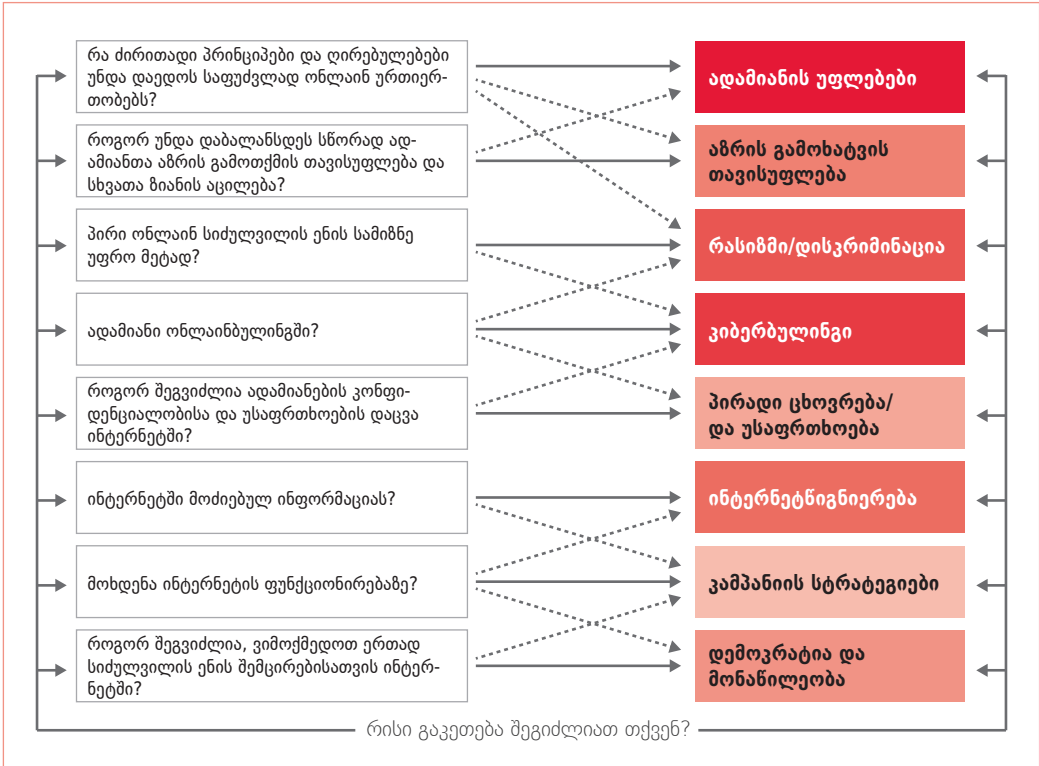 რა ძირითადი პრინციპები და ღირებულებები
უნდა დაედოს საფუძვლად ონლაინ ურთიერ-
თობებს?
ადამიანის უფლებები
როგორ უნდა დაბალანსდეს სწორად ად-
ამიანთა აზრის გამოთქმის თავისუფლება და
სხვათა ზიანის აცილება?
აზრის გამოხატვის
თავისუფლება
პირი ონლაინ სიძულვილის ენის სამიზნე
უფრო მეტად?
რასიზმი/დისკრიმინაცია
ადამიანი ონლაინბულინგში?
კიბერბულინგი
როგორ შეგვიძლია ადამიანების კონფი-
დენციალობისა და უსაფრთხოების დაცვა
ინტერნეტში?
პირადი ცხოვრება/
და უსაფრთხოება
ინტერნეტში მოძიებულ ინფორმაციას?
ინტერნეტწიგნიერება
მოხდენა ინტერნეტის ფუნქციონირებაზე?
კამპანიის სტრატეგიები
როგორ შეგვიძლია, ვიმოქმედოთ ერთად
სიძულვილის ენის შემცირებისათვის ინტერ-
ნეტში?
დემოკრატია და
მონაწილეობა
რისი გაკეთება შეგიძლიათ თქვენ?